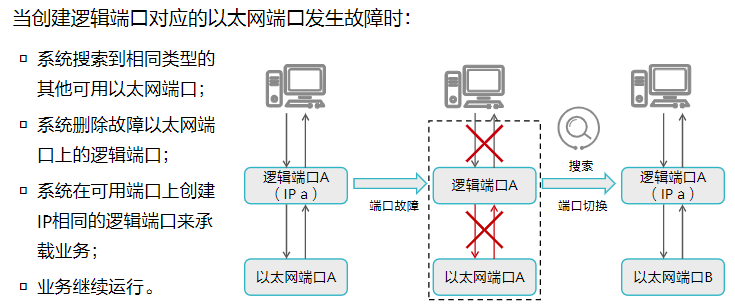 当创建逻辑端口对应的以太网端口发生故障时：
系统搜索到相同类型的
其他可用以太网端口；
系统删除故障以太网端
口上的逻辑端口；
系统在可用端口上创建
IP相同的逻辑端口来承
载业务；
业务继续运行。
逻辑端口A
（IP a）
以太网端口A
端口故障
逻辑端口A
以太网端口A
搜索
端口切换
逻辑端口A
（IP a）
以太网端口B